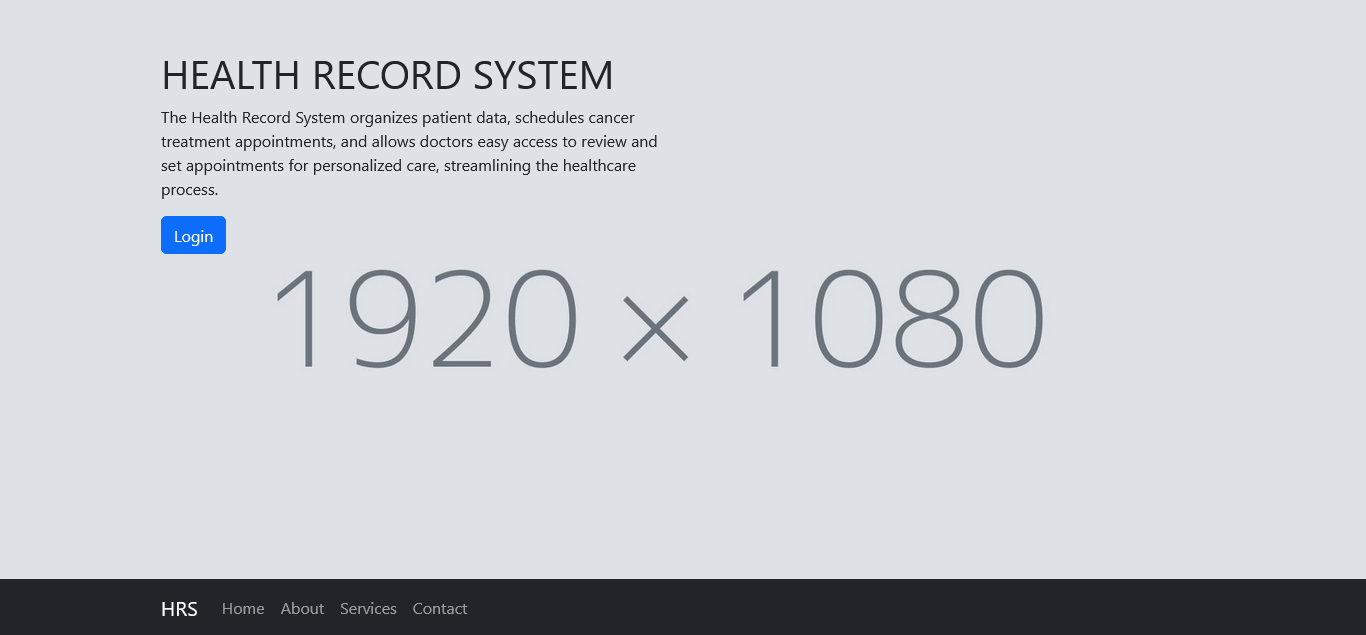 HEALTH RECORD SYSTEM
The Health Record System organizes patient data, schedules cancer
treatment appointments, and allows doctors easy access to review and
set appointments for personalized care, streamlining the healthcare
process.
Login
1920 × 1080
HRS Home About Services Contact